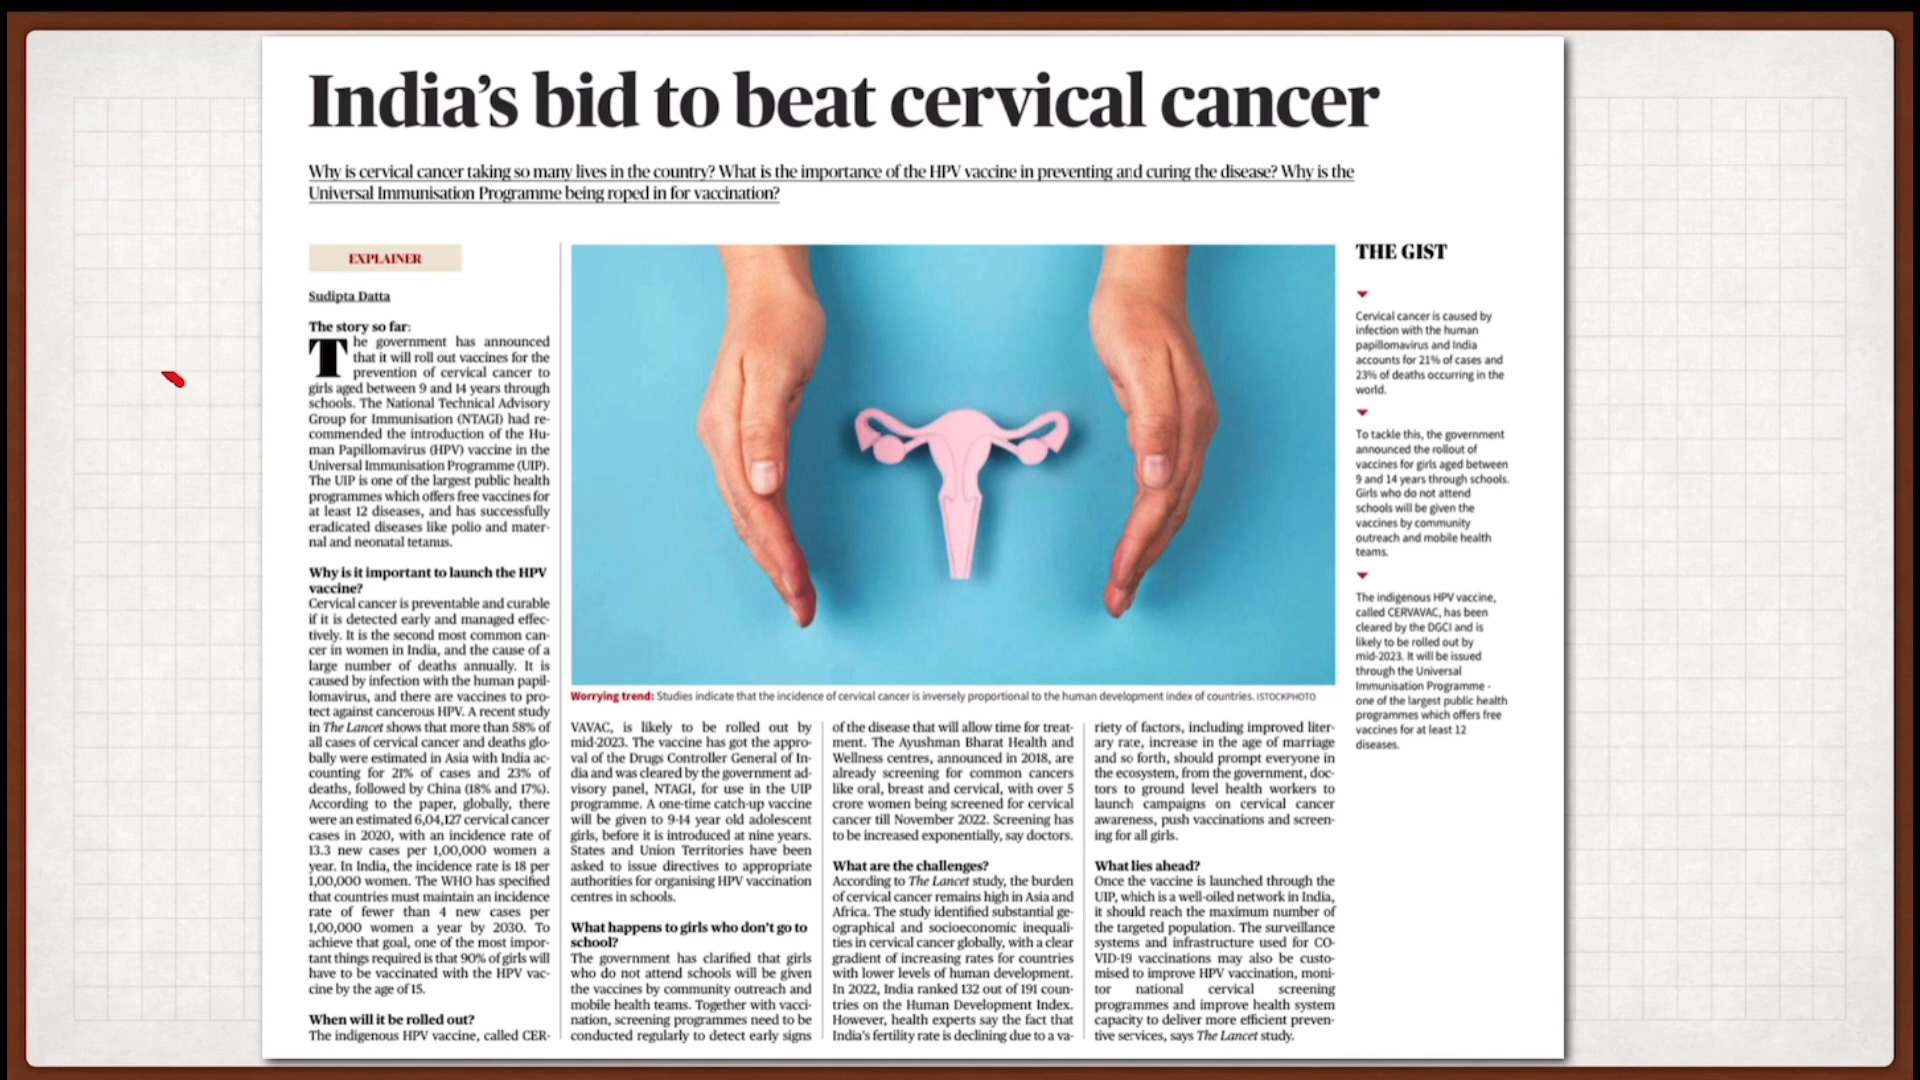 India's bid to beat cervical cancer
Why is cervical cancer taking so many lives in the country? What is the importance of the HPV vaccine in preventing and curing the disease? Why is the
Universal Immunisation Programme being roped in for vaccination?
EXPLAINER
Sudipta Datta
The story so far:
The government has announced
that it will roll out vaccines for the
prevention of cervical cancer to
girls aged between 9 and 14 years through
schools. The National Technical Advisory
Group for Immunisation (NTAGI) had re-
commended the introduction of the Hu-
man Papillomavirus (HPV) vaccine in the
Universal Immunisation Programme (UIP).
The UIP is one of the largest public health
programmes which offers free vaccines for
at least 12 diseases, and has successfully
eradicated diseases like polio and mater-
nal and neonatal tetanus.
Why is it important to launch the HPV
vaccine?
Cervical cancer is preventable and curable
if it is detected early and managed effec-
tively. It is the second most common can-
cer in women in India, and the cause of a
large number of deaths annually. It is
caused by infection with the human papil-
lomavirus, and there are vaccines to pro-
tect against cancerous HPV. A recent study
in The Lancet shows that more than 58% of
all cases of cervical cancer and deaths glo-
bally were estimated in Asia with India ac-
counting for 21% of cases and 23% of
deaths, followed by China (18% and 17%).
According to the paper, globally, there
were an estimated 6,04,127 cervical cancer
cases in 2020, with an incidence rate of
13.3 new cases per 1,00,000 women a
year. In India, the incidence rate is 18 per
1,00,000 women. The WHO has specified
that countries must maintain an incidence
rate of fewer than 4 new cases per
1,00,000 women a year by 2030. To
achieve that goal, one of the most impor-
tant things required is that 90% of girls will
have to be vaccinated with the HPV vac-
cine by the age of 15.
When will it be rolled out?
The indigenous HPV vaccine, called CER-
Worrying trend: Studies indicate that the incidence of cervical cancer is inversely proportional to the human development index of countries. ISTOCKPHOTO
VAVAC, is likely to be rolled out by
mid-2023. The vaccine has got the appro-
val of the Drugs Controller General of In-
dia and was cleared by the government ad-
visory panel, NTAGI, for use in the UIP
programme. A one-time catch-up vaccine
will be given to 9-14 year old adolescent
girls, before it is introduced at nine years.
States and Union Territories have been
asked to issue directives to appropriate
authorities for organising HPV vaccination
centres in schools.
What happens to girls who don't go to
school?
The government has clarified that girls
who do not attend schools will be given
the vaccines by community outreach and
mobile health teams. Together with vacci-
nation, screening programmes need to be
conducted regularly to detect early signs
of the disease that will allow time for treat-
ment. The Ayushman Bharat Health and
Wellness centres, announced in 2018, are
already screening for common cancers
like oral, breast and cervical, with over 5
crore women being screened for cervical
cancer till November 2022. Screening has
to be increased exponentially, say doctors.
What are the challenges?
According to The Lancet study, the burden
of cervical cancer remains high in Asia and
Africa. The study identified substantial ge-
ographical and socioeconomic inequali-
ties in cervical cancer globally, with a clear
gradient of increasing rates for countries
with lower levels of human development.
In 2022, India ranked 132 out of 191 coun-
tries on the Human Development Index.
However, health experts say the fact that
India's fertility rate is declining due to a va-
riety of factors, including improved liter-
ary rate, increase in the age of marriage
and so forth, should prompt everyone in
the ecosystem, from the government, doc-
tors to ground level health workers to
launch campaigns on cervical cancer
awareness, push vaccinations and screen-
ing for all girls.
What lies ahead?
Once the vaccine is launched through the
UIP, which is a well-oiled network in India,
it should reach the maximum number of
the targeted population. The surveillance
systems and infrastructure used for CO-
VID-19 vaccinations may also be custo-
mised to improve HPV vaccination, moni-
tor national cervical screening
programmes and improve health system
capacity to deliver more efficient preven-
tive services, says The Lancet study.
THE GIST
Cervical cancer is caused by
infection with the human
papillomavirus and India
accounts for 21% of cases and
23% of deaths occurring in the
world.
To tackle this, the government
announced the rollout of
vaccines for girls aged between
9 and 14 years through schools.
Girls who do not attend
schools will be given the
vaccines by community
outreach and mobile health
teams.
The indigenous HPV vaccine,
called CERVAVAC, has been
cleared by the DGCI and is
likely to be rolled out by
mid-2023. It will be issued
through the Universal
Immunisation Programme -
one of the largest public health
programmes which offers free
vaccines for at least 12
diseases.